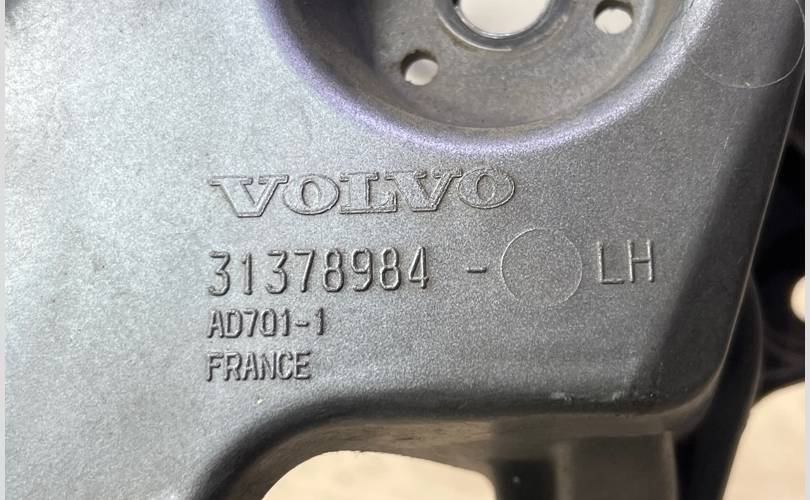 VOLVO
31378984 - LH
AD701-1
FRANCE